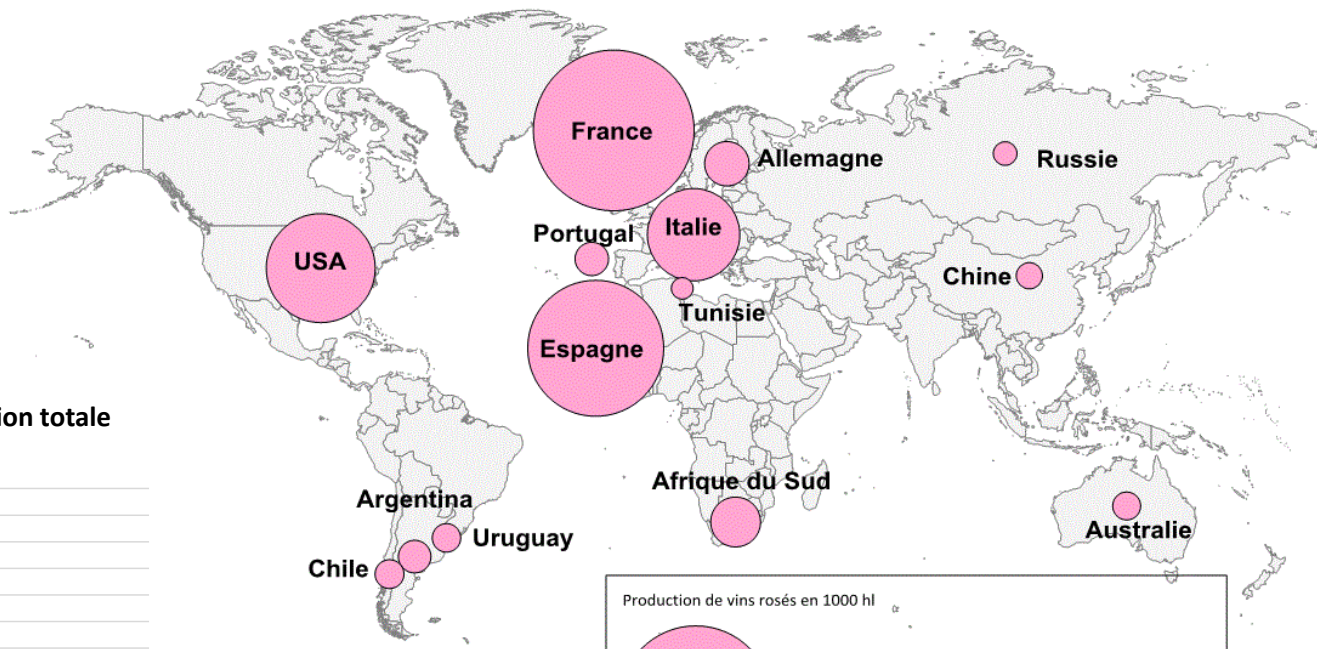 France
Allemagne
Russie
Portugal
Italie
USA
Chine
Tunisie
Espagne
ion totale
Afrique du Sud
Argentina
Australie
Uruguay
Chile
Production de vins rosés en 1000 hl